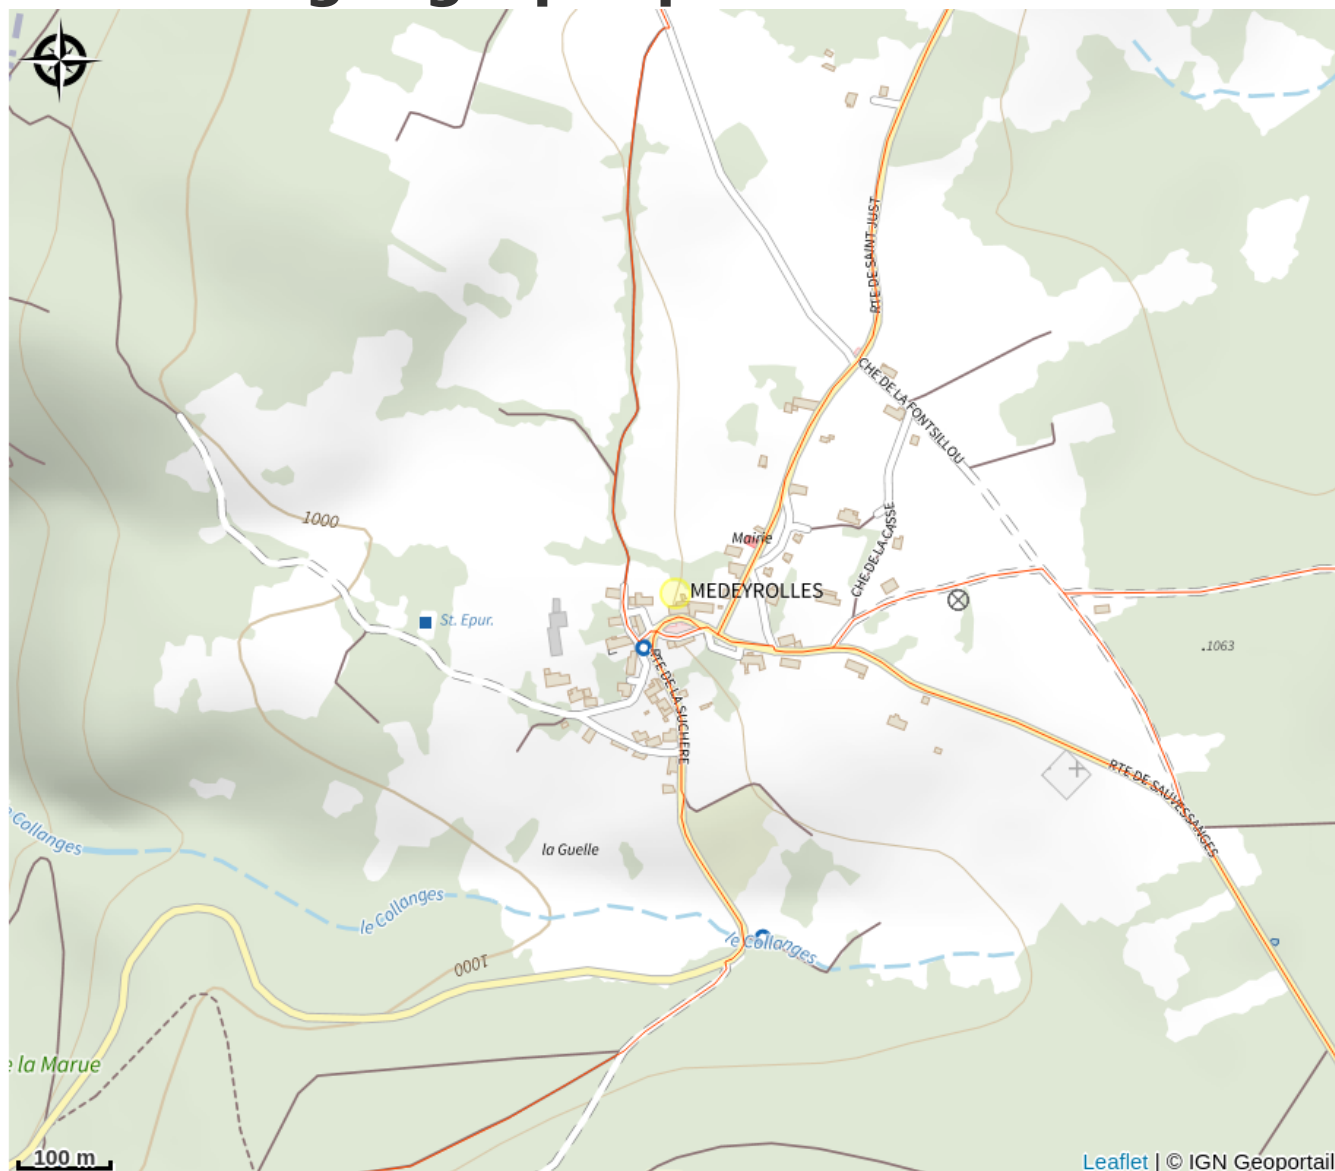 RTE DE SAINT JUST
CHE DE LA FONTSILLOU
1000
Mairie
CHE DE LA CASSE
MEDEYROLLES
St. Epur.
.1063
RTE DE LA SUCHERE
RTE DE SAUVESSANGES
Collanges
la Guelle
le Collanges
le Collanges
1000
e la Marue
100 m
Leaflet | © IGN Geoportail